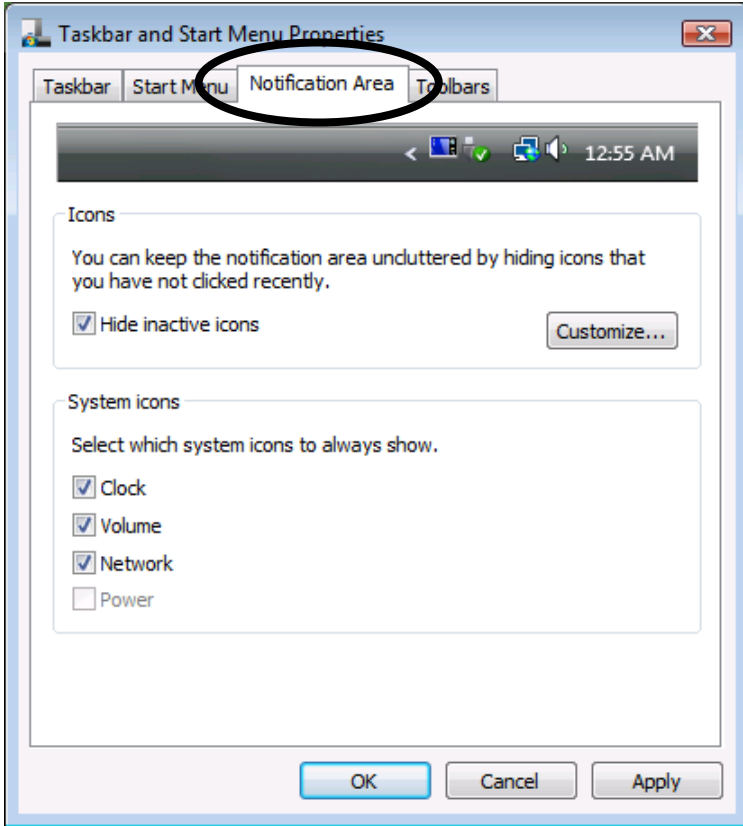 Taskbar and Start Menu Properties
Taskbar Start Menu Notification Area Toolbars
12:55 AM
Icons
You can keep the notification area uncluttered by hiding icons that
you have not clicked recently.
Hide inactive icons
Customize...
System icons
Select which system icons to always show.
Clock
Volume
Network
Power
OK Cancel Apply